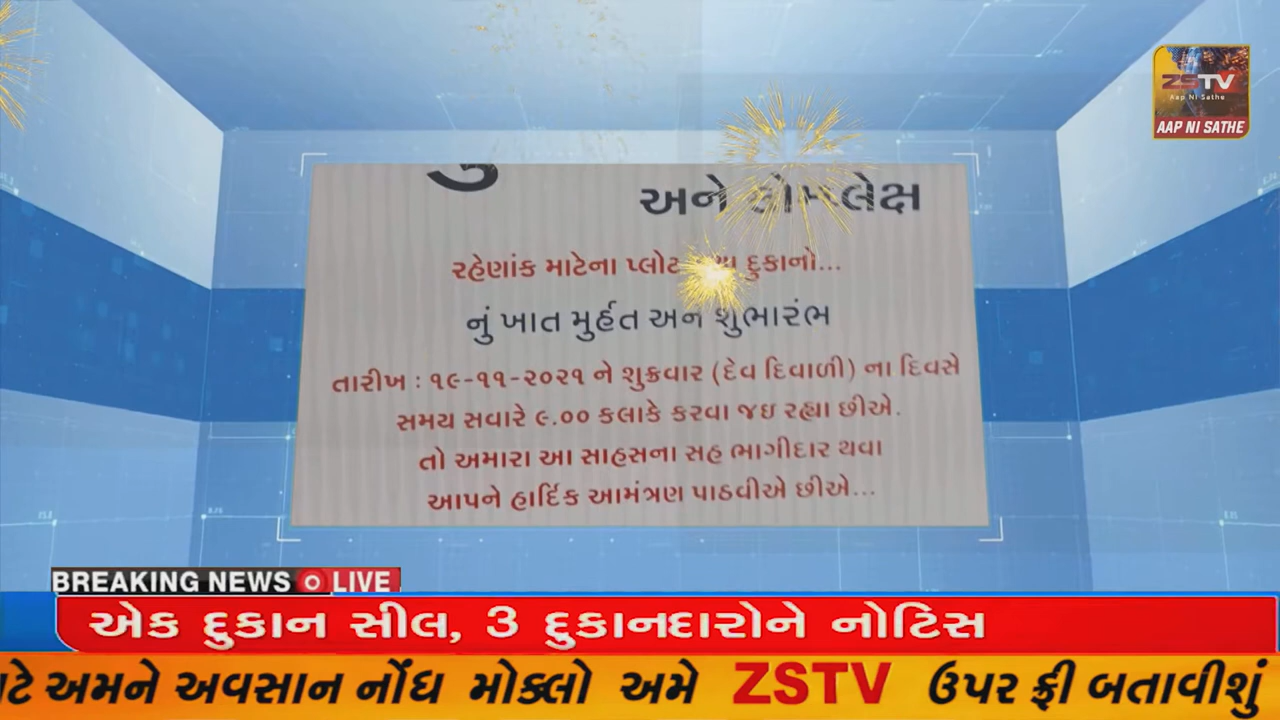 ZSTV
Aap Ni Sathe
AAP NI SATHE
અને કોમ્પલેક્ષ
રહેણાંક માટેના પ્લોટ દુકાનો...
નું ખાત મુર્હત અને શુભારંભ
તારીખ : ૧૯-૧૧-૨૦૨૧ ને શુક્રવાર (દેવ દિવાળી) ના દિવસે
સમય સવારે ૯.૦૦ કલાકે કરવા જઇ રહ્યા છીએ.
તો અમારા આ સાહસના સહ ભાગીદાર થવા
આપને હાર્દિક આમંત્રણ પાઠવીએ છીએ...
BREAKING NEWS LIVE
એક દુકાન સીલ, 3 દુકાનદારોને નોટિસ
અમને અવસાન નોંધ મોકલો અમે ZSTV ઉપર ફ્રી બતાવીશું